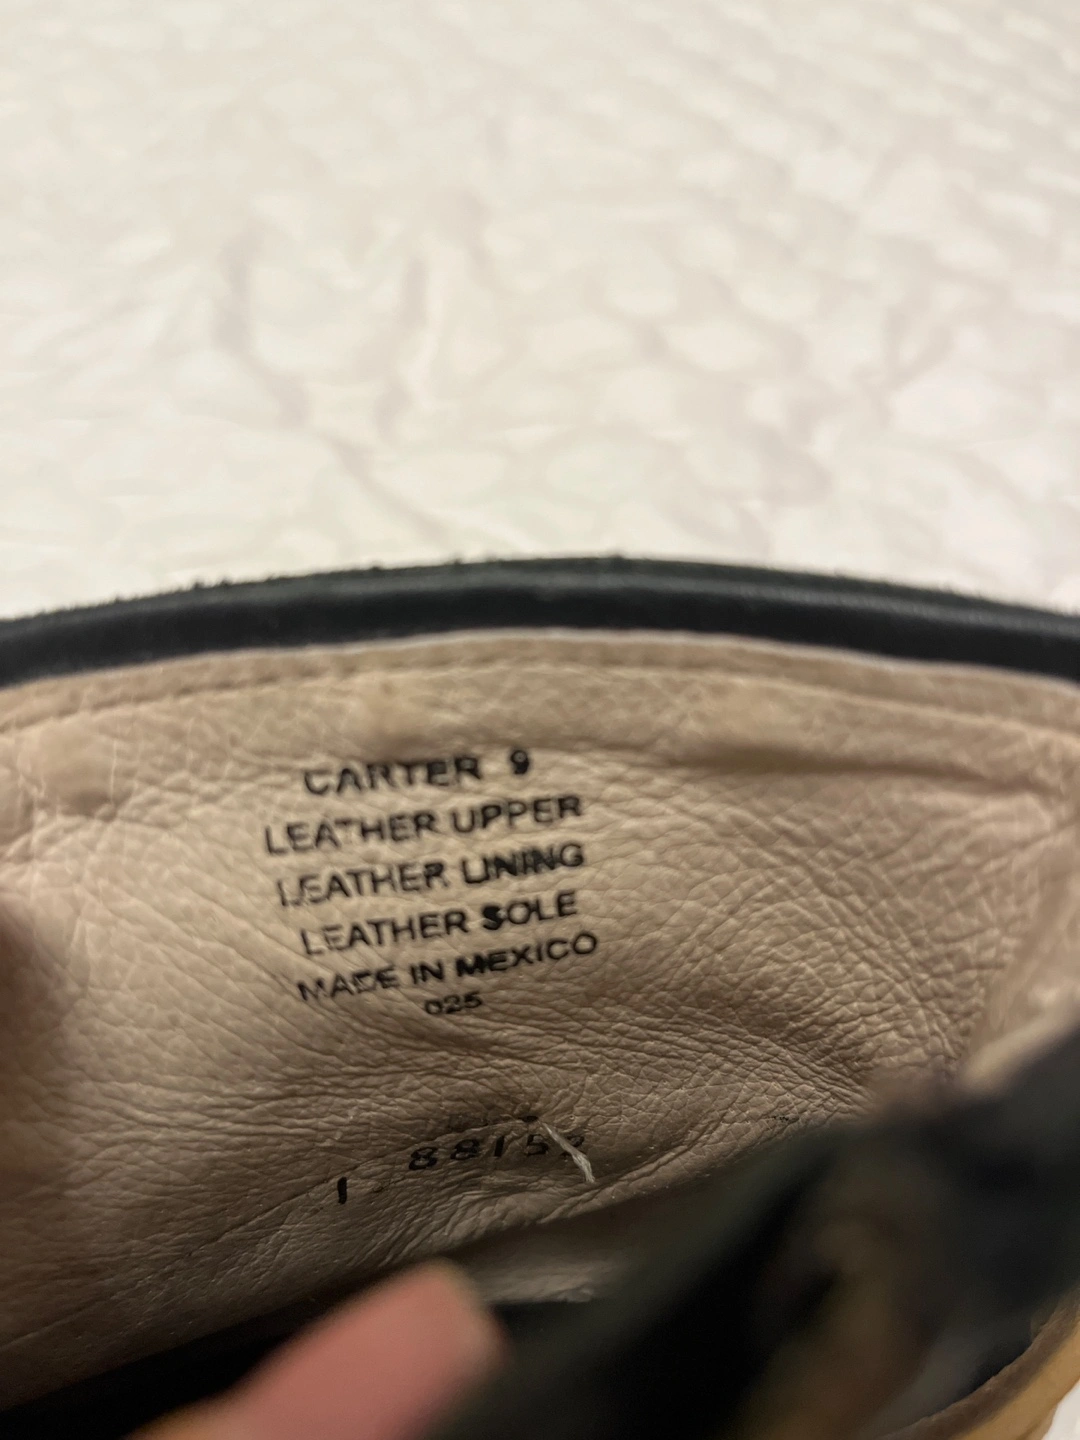 CARTER 9
LEATHER UPPER
LEATHER LINING
LEATHER SOLE
MADE IN MEXICO
025